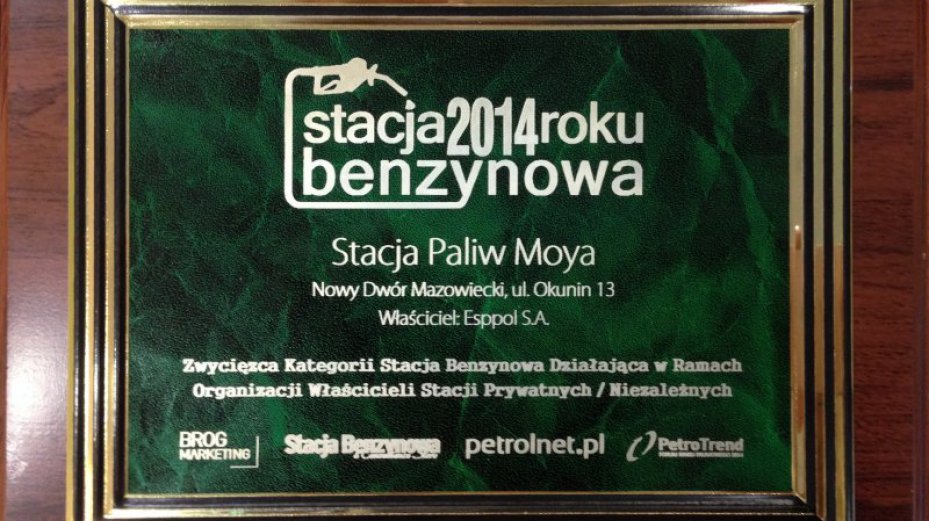 stacja2014roku
benzynowa
Stacja Paliw Moya
Nowy Dwór Mazowiecki, ul. Okunin 13
Właściciel: Esppol S.A.
Zwycięzca Kategorii Stacja Benzynowa Działająca w Ramach
Organizacji Właścicieli Stacji Prywatnych / Niezależnych
BROG
MARKETING
Stacja Benzynowa
petrolnet.pl
PetroTrend